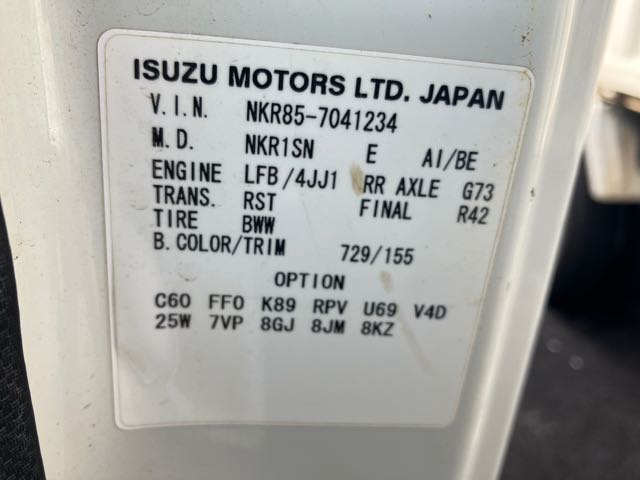 ISUZU MOTORS LTD. JAPAN
V.I.N. NKR85-7041234
M.D. NKR1SN E AI/BE
ENGINE LFB/4JJ1 RR AXLE G73
TRANS. RST FINAL R42
TIRE BWW
B.COLOR/TRIM 729/155
OPTION
C60 FF0 K89 RPV U69 V4D
25W 7VP 8GJ 8JM 8KZ